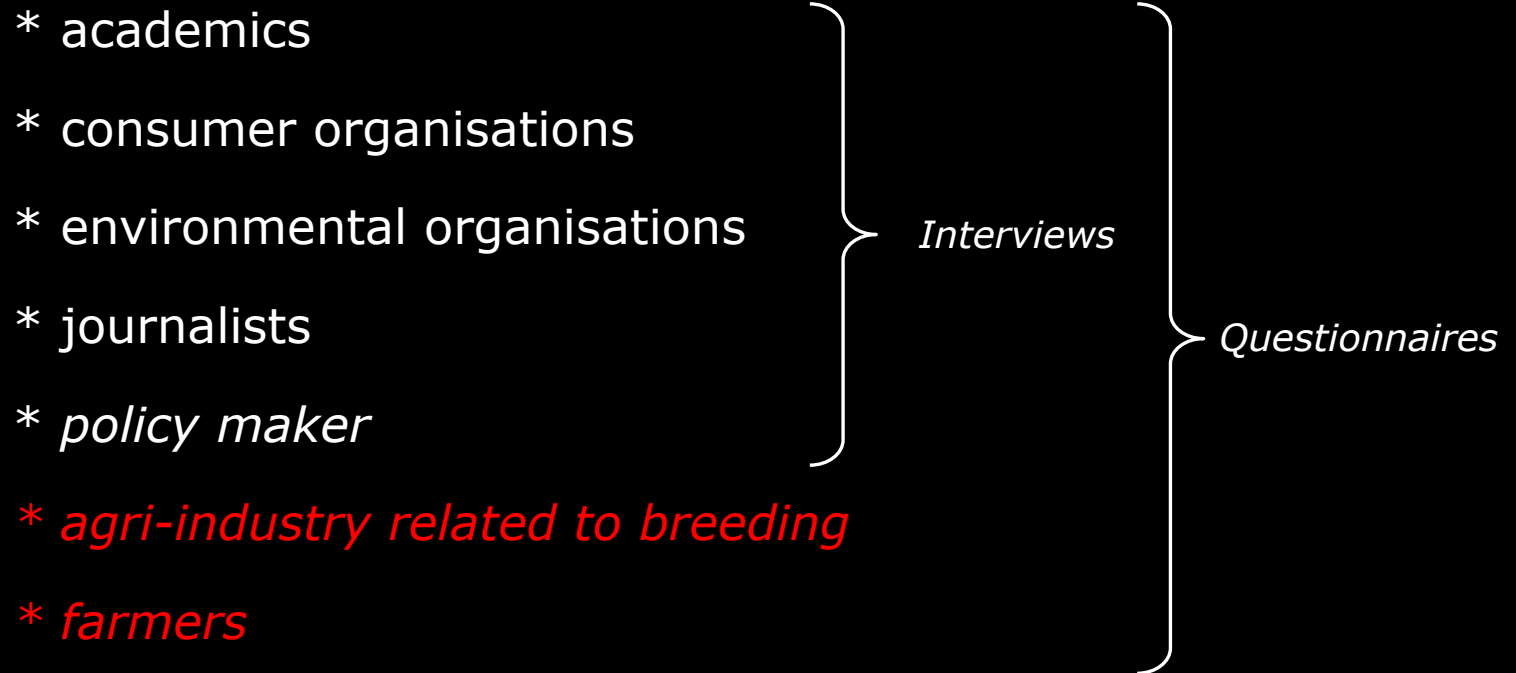 * academics
* consumer organisations
* environmental organisations
Interviews
* journalists
Questionnaires
* policy maker
* agri-industry related to breeding
* farmers